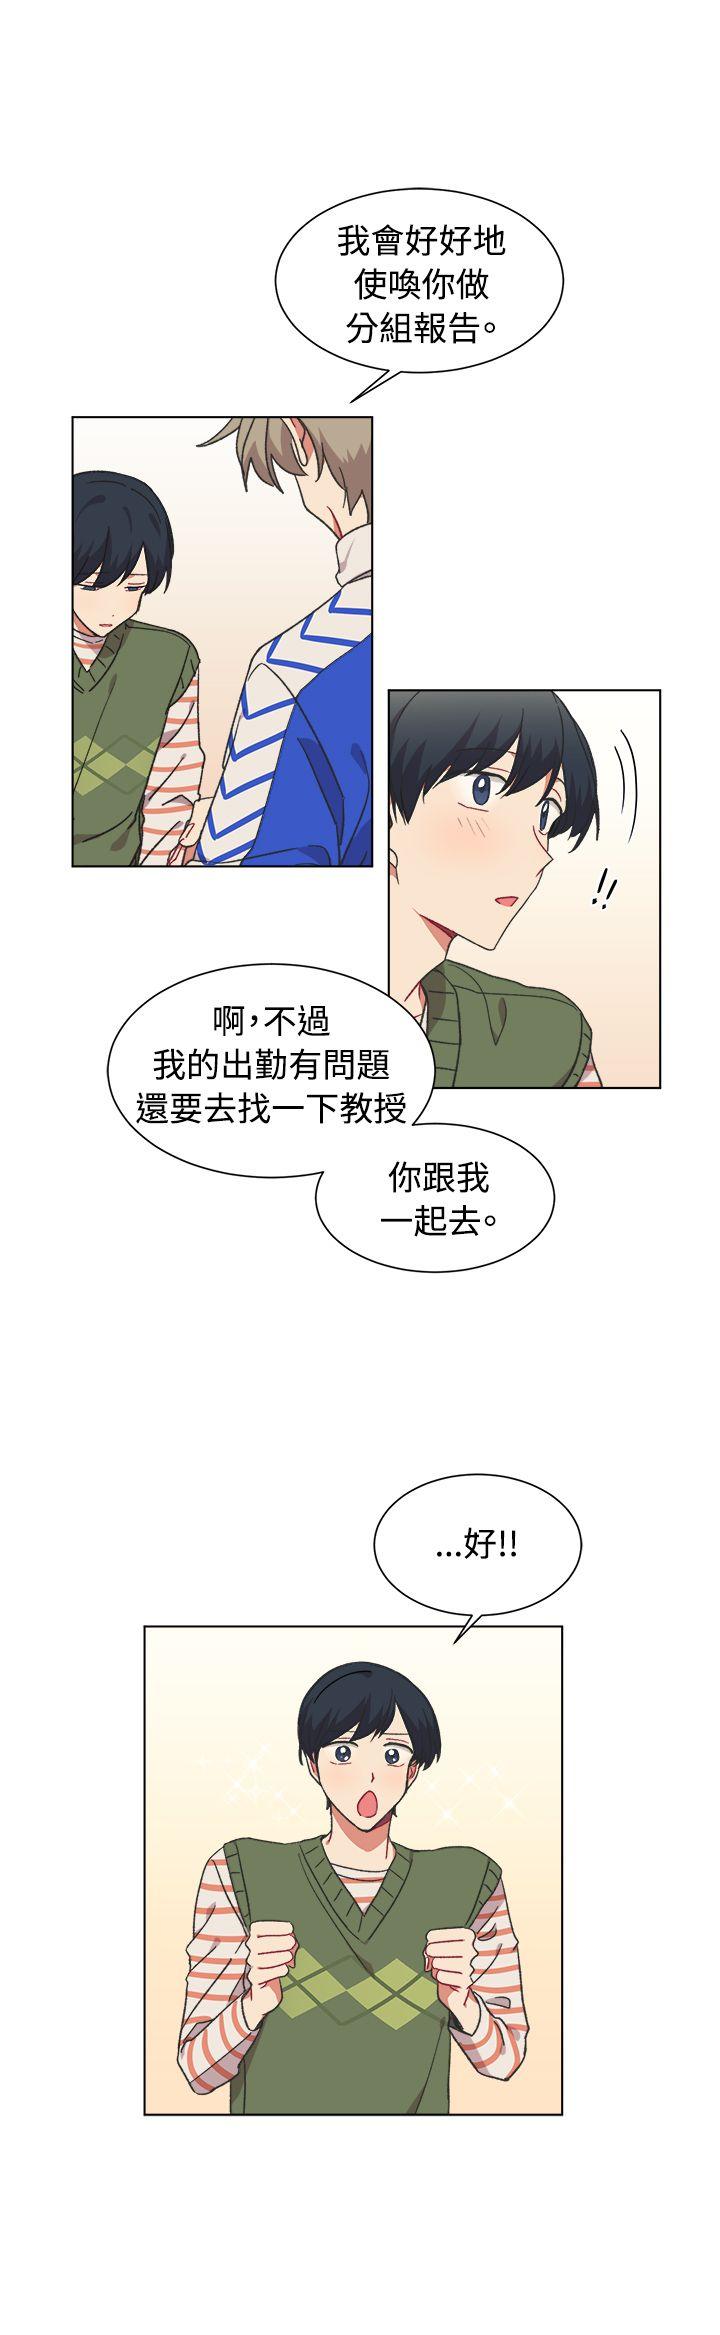 我會好好地
使喚你做
分組報告。
啊，不過
我的出勤有問題
還要去找一下教授
你跟我
一起去。
...好!!